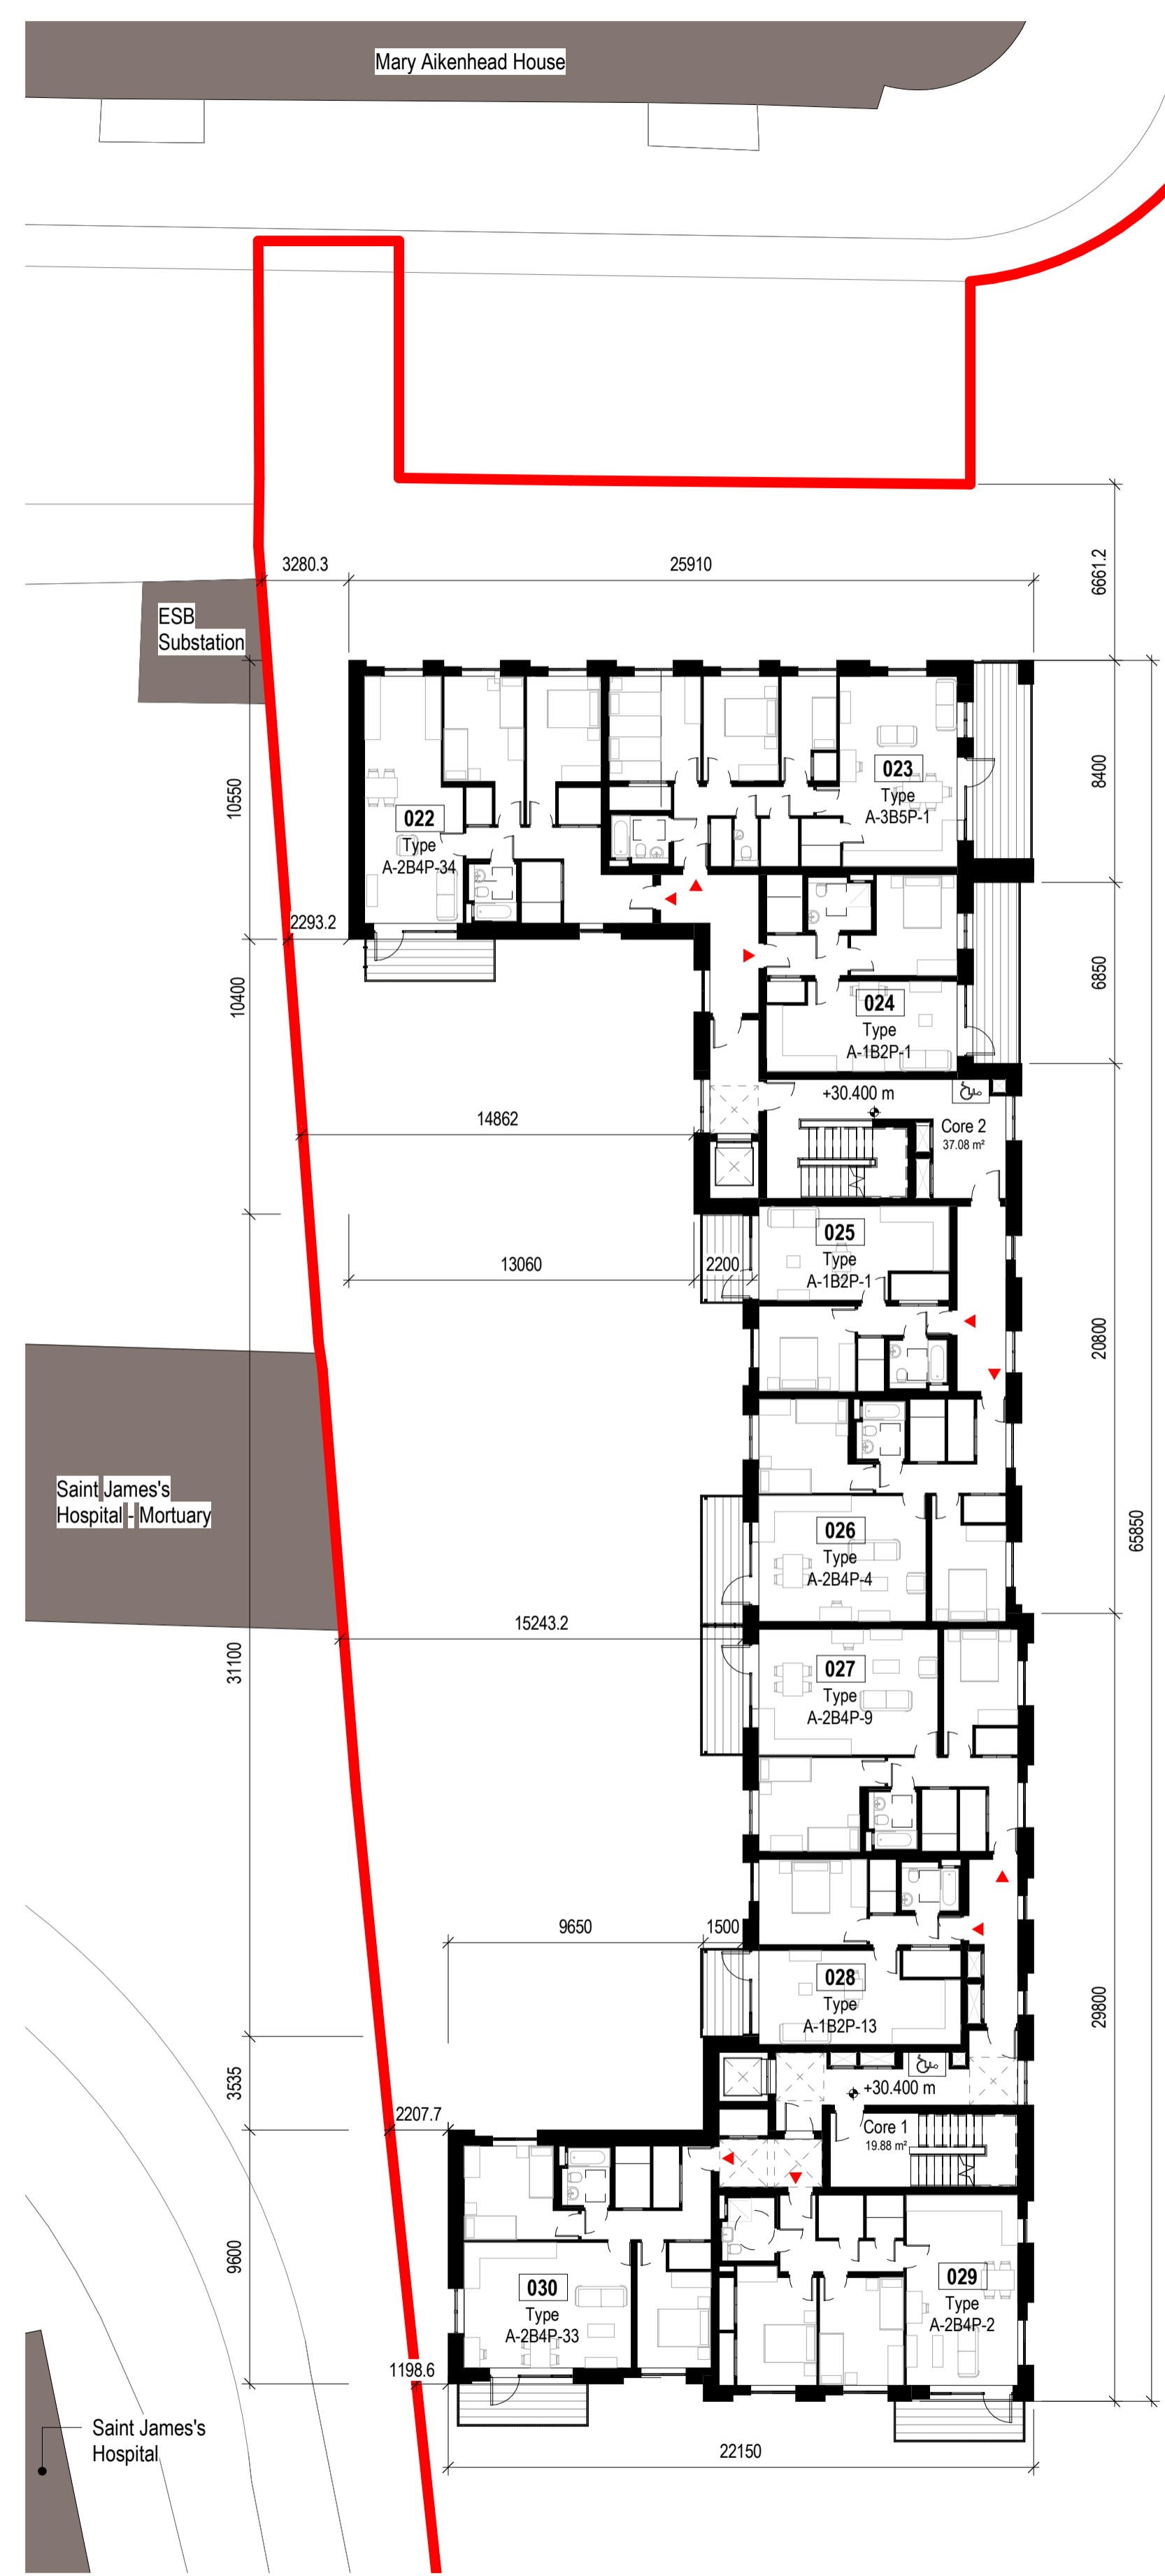 Mary Aikenhead House
3280.3
25910
6661.2
ESB
Substation
10550
022
Type
A-2B4P-34
023
Type
A-3B5P-1
8400
2293.2
10400
024
Type
A-1B2P-1
6850
+30.400 m
Core 2
37.08 m²
14862
025
Type
A-1B2P-1
13060
2200
20800
Saint James's
Hospital - Mortuary
026
Type
A-2B4P-4
65850
15243.2
31100
027
Type
A-2B4P-9
9650
1500
028
Type
A-1B2P-13
29800
3535
+30.400 m
2207.7
Core 1
19.88 m²
9600
030
Type
A-2B4P-33
029
Type
A-2B4P-2
1198.6
Saint James's
Hospital
22150